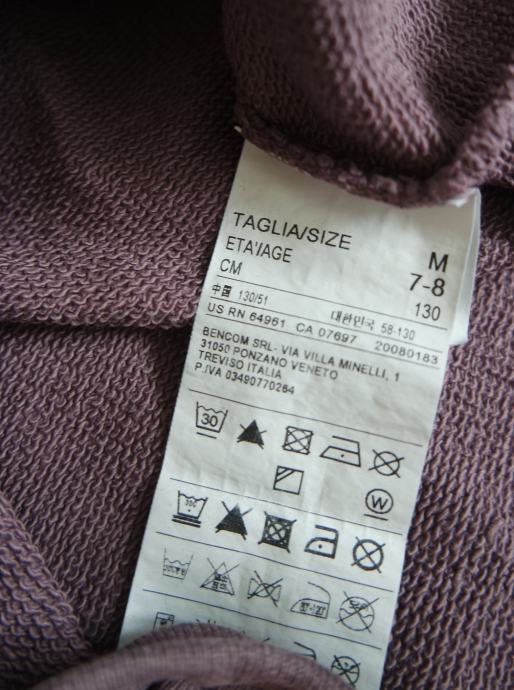 TAGLIA/SIZE M
ETA'/AGE 7-8
CM 130
中国 130/51 대한민국 58-130
US RN 64961 CA 07697 20080183
BENCOM SRL- VIA VILLA MINELLI, 1
31050 PONZANO VENETO
TREVISO ITALIA
P.IVA 03490770264
30
W